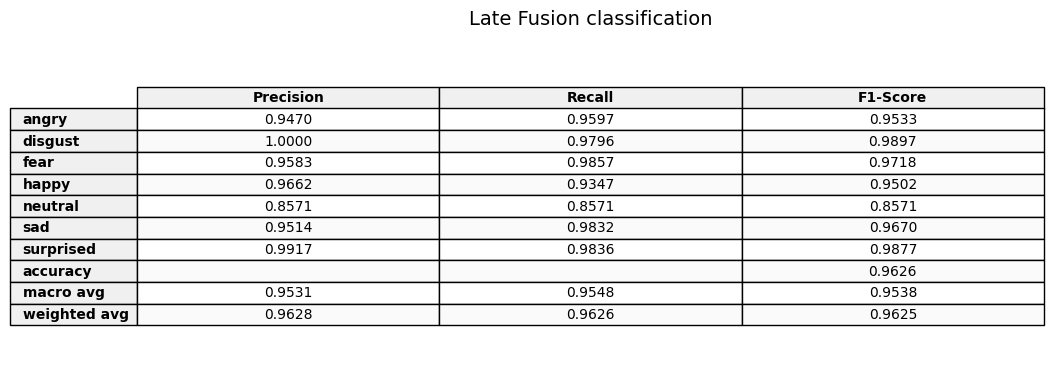 Late Fusion classification
Precision Recall F1-Score
angry 0.9470 0.9597 0.9533
disgust 1.0000 0.9796 0.9897
fear 0.9583 0.9857 0.9718
happy 0.9662 0.9347 0.9502
neutral 0.8571 0.8571 0.8571
sad 0.9514 0.9832 0.9670
surprised 0.9917 0.9836 0.9877
accuracy 0.9626
macro avg 0.9531 0.9548 0.9538
weighted avg 0.9628 0.9626 0.9625